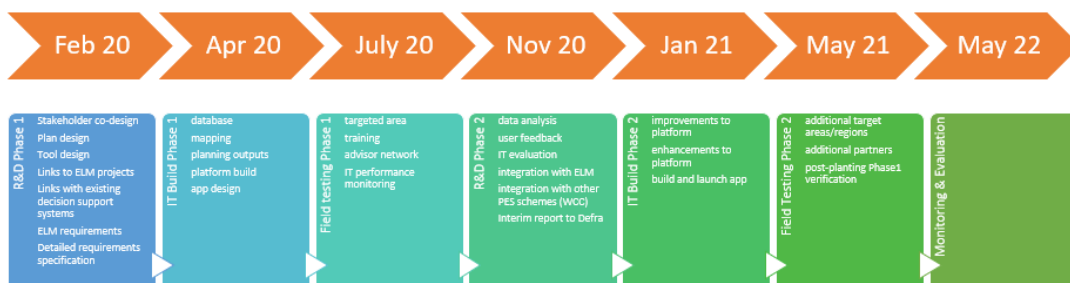 Feb 20
Apr 20
July 20
Nov 20
Jan 21
May 21
May 22
R&D Phase 1
Stakeholder co-design
Plan design
Tool design
Links to ELM projects
Links with existing
decision support
systems
ELM requirements
Detailed requirements
specification
IT Build Phase 1
database
mapping
planning outputs
platform build
app design
Field testing Phase 1
targeted area
training
advisor network
IT performance
monitoring
R&D Phase 2
data analysis
user feedback
IT evaluation
integration with ELM
integration with other
PES schemes (WCC)
Interim report to Defra
IT Build Phase 2
improvements to
platform
enhancements to
platform
build and launch app
Field Testing Phase 2
additional target
areas/regions
additional partners
post-planting Phase1
verification
Monitoring & Evaluation